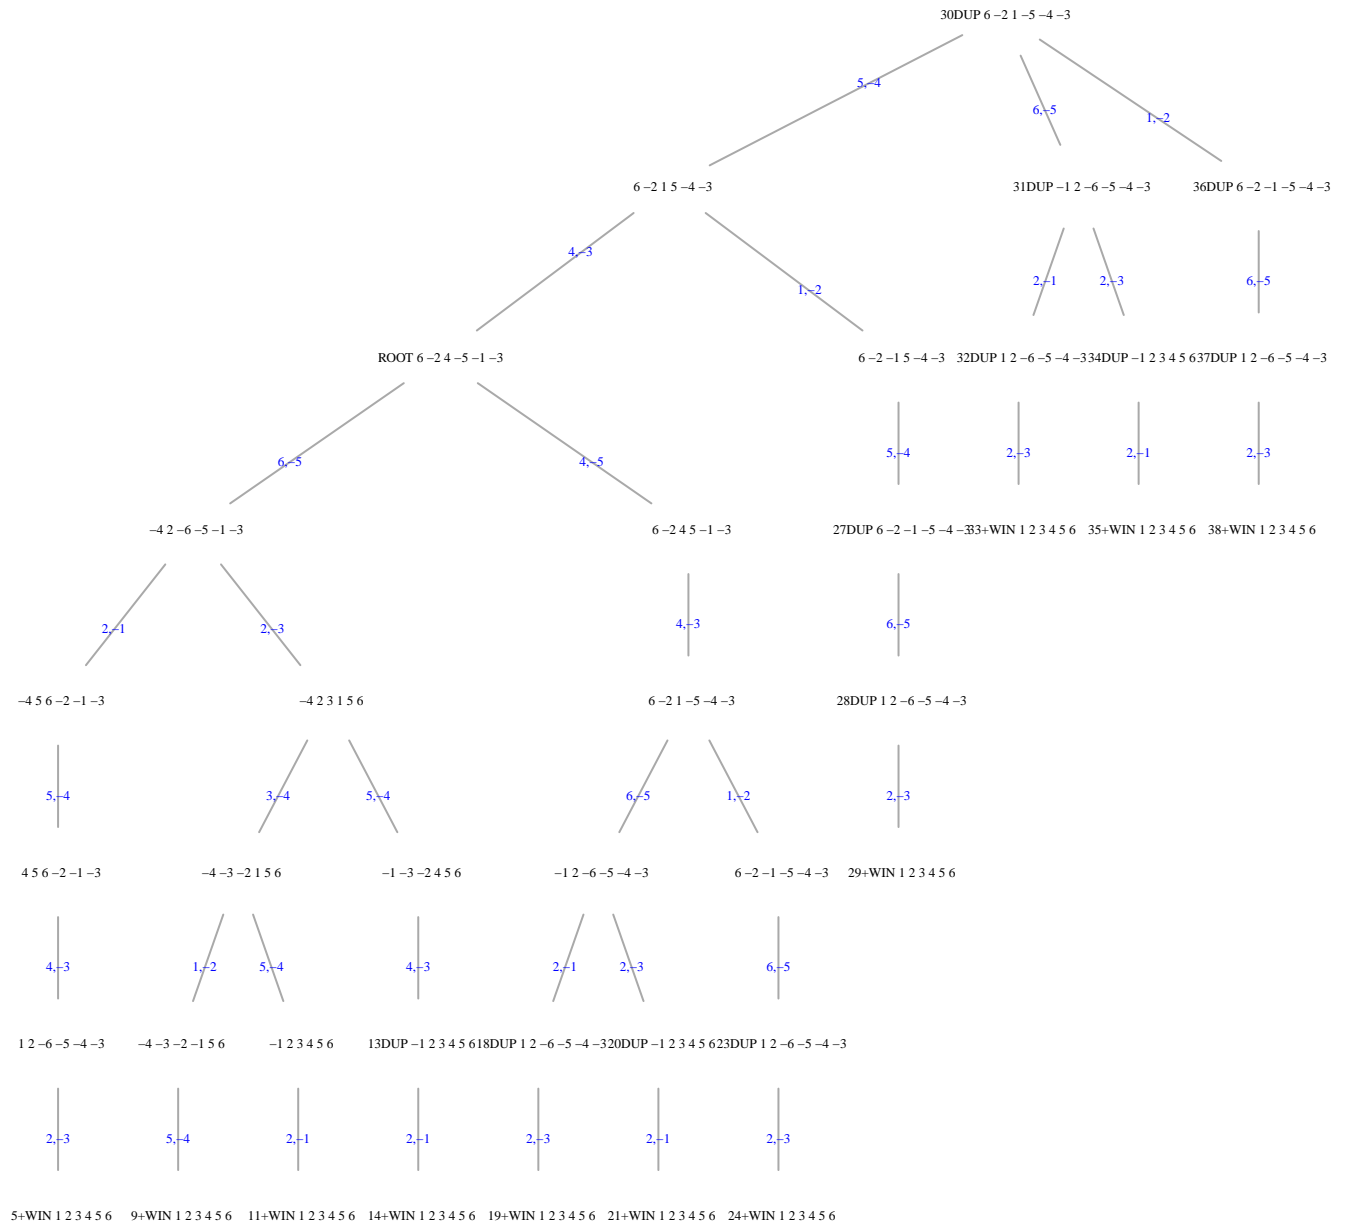 30DUP 6 −2 1 −5 −4 −3
5,−4
6,−5
1,−2
6 −2 1 5 −4 −3
31DUP −1 2 −6 −5 −4 −3
36DUP 6 −2 −1 −5 −4 −3
4,−3
1,−2
2,−1
2,−3
6,−5
ROOT 6 −2 4 −5 −1 −3
6 −2 −1 5 −4 −3
32DUP 1 2 −6 −5 −4 −3
34DUP −1 2 3 4 5 6
37DUP 1 2 −6 −5 −4 −3
6,−5
4,−5
5,−4
2,−3
2,−1
2,−3
−4 2 −6 −5 −1 −3
6 −2 4 5 −1 −3
27DUP 6 −2 −1 −5 −4 −3
33+WIN 1 2 3 4 5 6
35+WIN 1 2 3 4 5 6
38+WIN 1 2 3 4 5 6
2,−1
2,−3
4,−3
6,−5
−4 5 6 −2 −1 −3
−4 2 3 1 5 6
6 −2 1 −5 −4 −3
28DUP 1 2 −6 −5 −4 −3
5,−4
3,−4
5,−4
6,−5
1,−2
2,−3
4 5 6 −2 −1 −3
−4 −3 −2 1 5 6
−1 −3 −2 4 5 6
−1 2 −6 −5 −4 −3
6 −2 −1 −5 −4 −3
29+WIN 1 2 3 4 5 6
4,−3
1,−2
5,−4
4,−3
2,−1
2,−3
6,−5
1 2 −6 −5 −4 −3
−4 −3 −2 −1 5 6
−1 2 3 4 5 6
13DUP −1 2 3 4 5 6
18DUP 1 2 −6 −5 −4 −3
20DUP −1 2 3 4 5 6
23DUP 1 2 −6 −5 −4 −3
2,−3
5,−4
2,−1
2,−1
2,−3
2,−1
2,−3
5+WIN 1 2 3 4 5 6
9+WIN 1 2 3 4 5 6
11+WIN 1 2 3 4 5 6
14+WIN 1 2 3 4 5 6
19+WIN 1 2 3 4 5 6
21+WIN 1 2 3 4 5 6
24+WIN 1 2 3 4 5 6